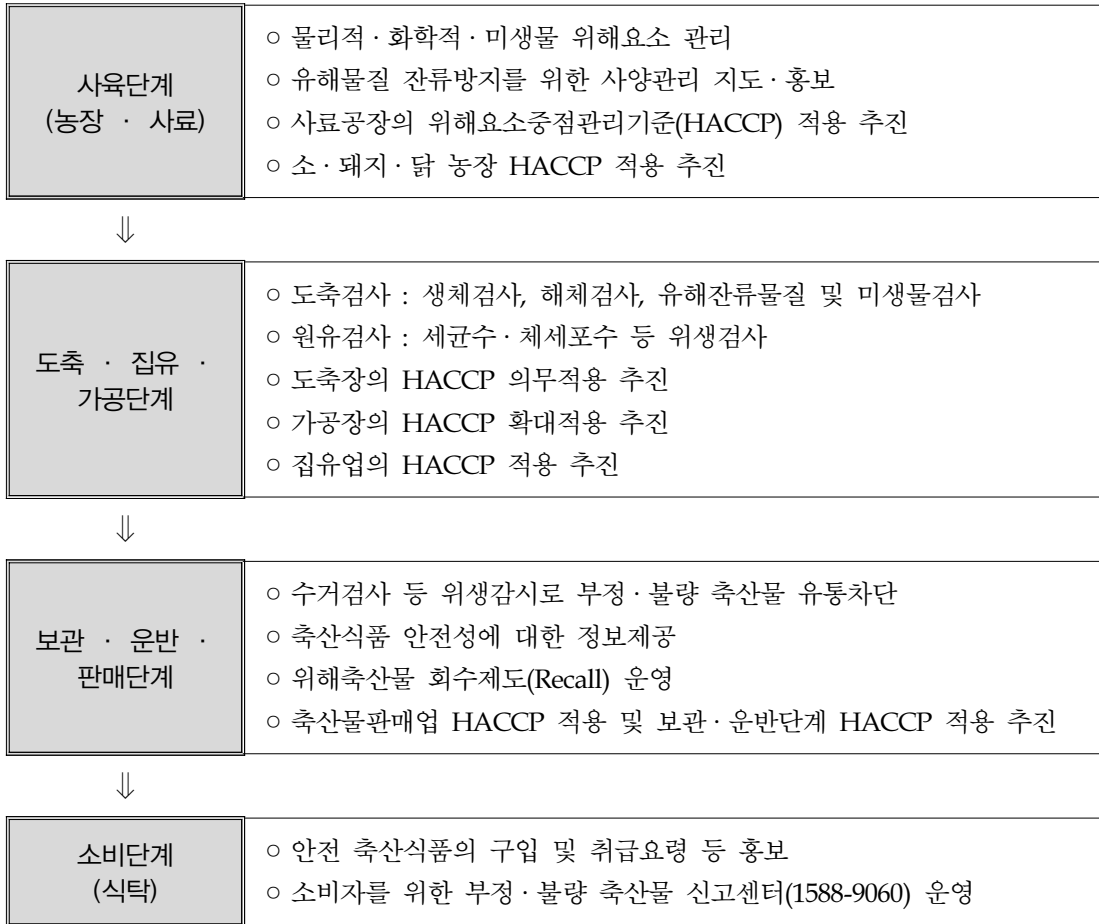 사육단계
(농장 · 사료)
○ 물리적·화학적·미생물 위해요소 관리
○ 유해물질 잔류방지를 위한 사양관리 지도·홍보
○ 사료공장의 위해요소중점관리기준(HACCP) 적용 추진
○ 소·돼지·닭 농장 HACCP 적용 추진
⇓
도축 · 집유 ·
가공단계
○ 도축검사 : 생체검사, 해체검사, 유해잔류물질 및 미생물검사
○ 원유검사 : 세균수·체세포수 등 위생검사
○ 도축장의 HACCP 의무적용 추진
○ 가공장의 HACCP 확대적용 추진
○ 집유업의 HACCP 적용 추진
⇓
보관 · 운반 ·
판매단계
○ 수거검사 등 위생감시로 부정·불량 축산물 유통차단
○ 축산식품 안전성에 대한 정보제공
○ 위해축산물 회수제도(Recall) 운영
○ 축산물판매업 HACCP 적용 및 보관·운반단계 HACCP 적용 추진
⇓
소비단계
(식탁)
○ 안전 축산식품의 구입 및 취급요령 등 홍보
○ 소비자를 위한 부정·불량 축산물 신고센터(1588-9060) 운영